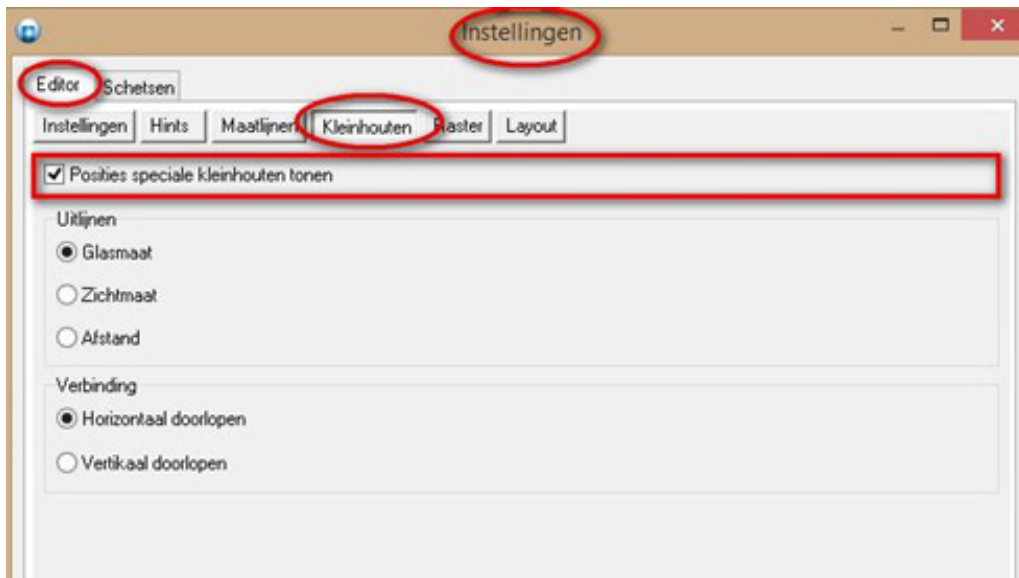 Instellingen
Editor Schetsen
Instellingen Hints Maatlijnen Kleinhouten Raster Layout
Posities speciale kleinhouten tonen
Uitlijnen
Glasmaat
Zichtmaat
Afstand
Verbinding
Horizontaal doorlopen
Vertikaal doorlopen